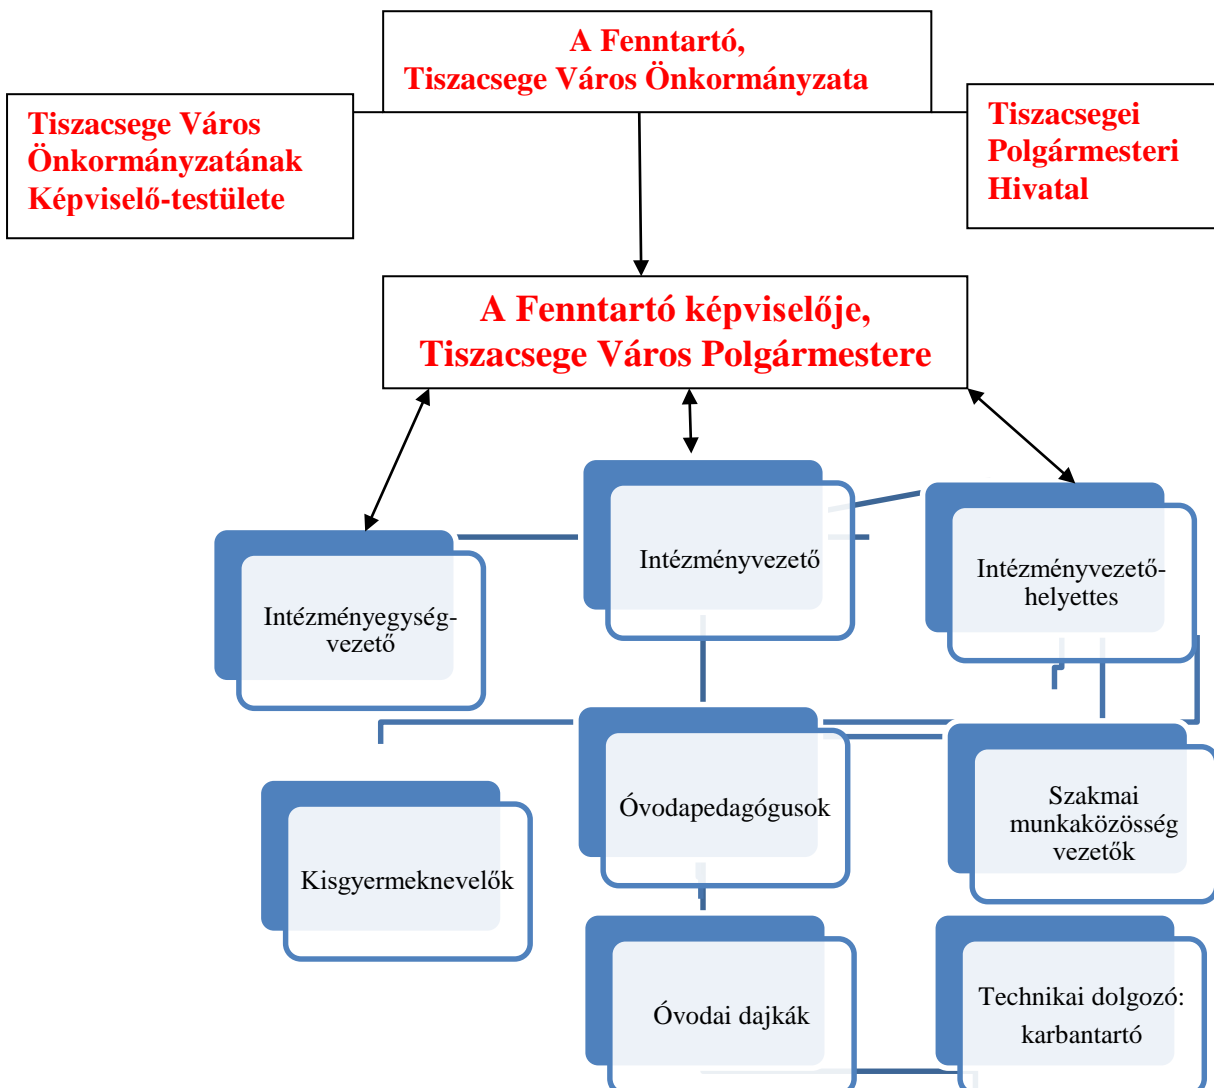 A Fenntartó,
Tiszacsege Város Önkormányzata
Tiszacsege Város
Önkormányzatának
Képviselő-testülete
Tiszacsegei
Polgármesteri
Hivatal
A Fenntartó képviselője,
Tiszacsege Város Polgármestere
Intézményegység-
vezető
Intézményvezető
Intézményvezető-
helyettes
Kisgyermeknevelők
Óvodapedagógusok
Szakmai
munkaközösség
vezetők
Óvodai dajkák
Technikai dolgozó:
karbantartó